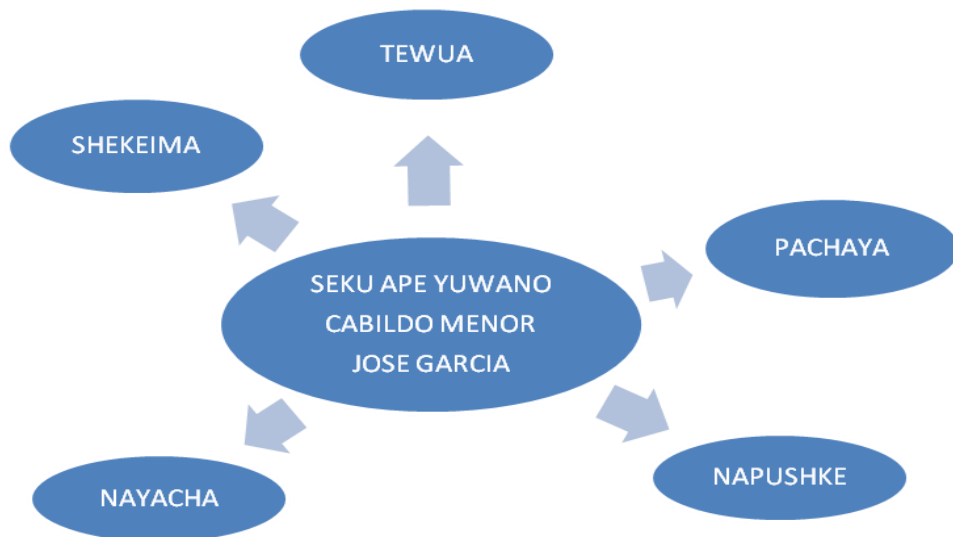 TEWUA
SHEKEIMA
PACHAYA
SEKU APE YUWANO
CABILDO MENOR
JOSE GARCIA
NAYACHA
NAPUSHKE